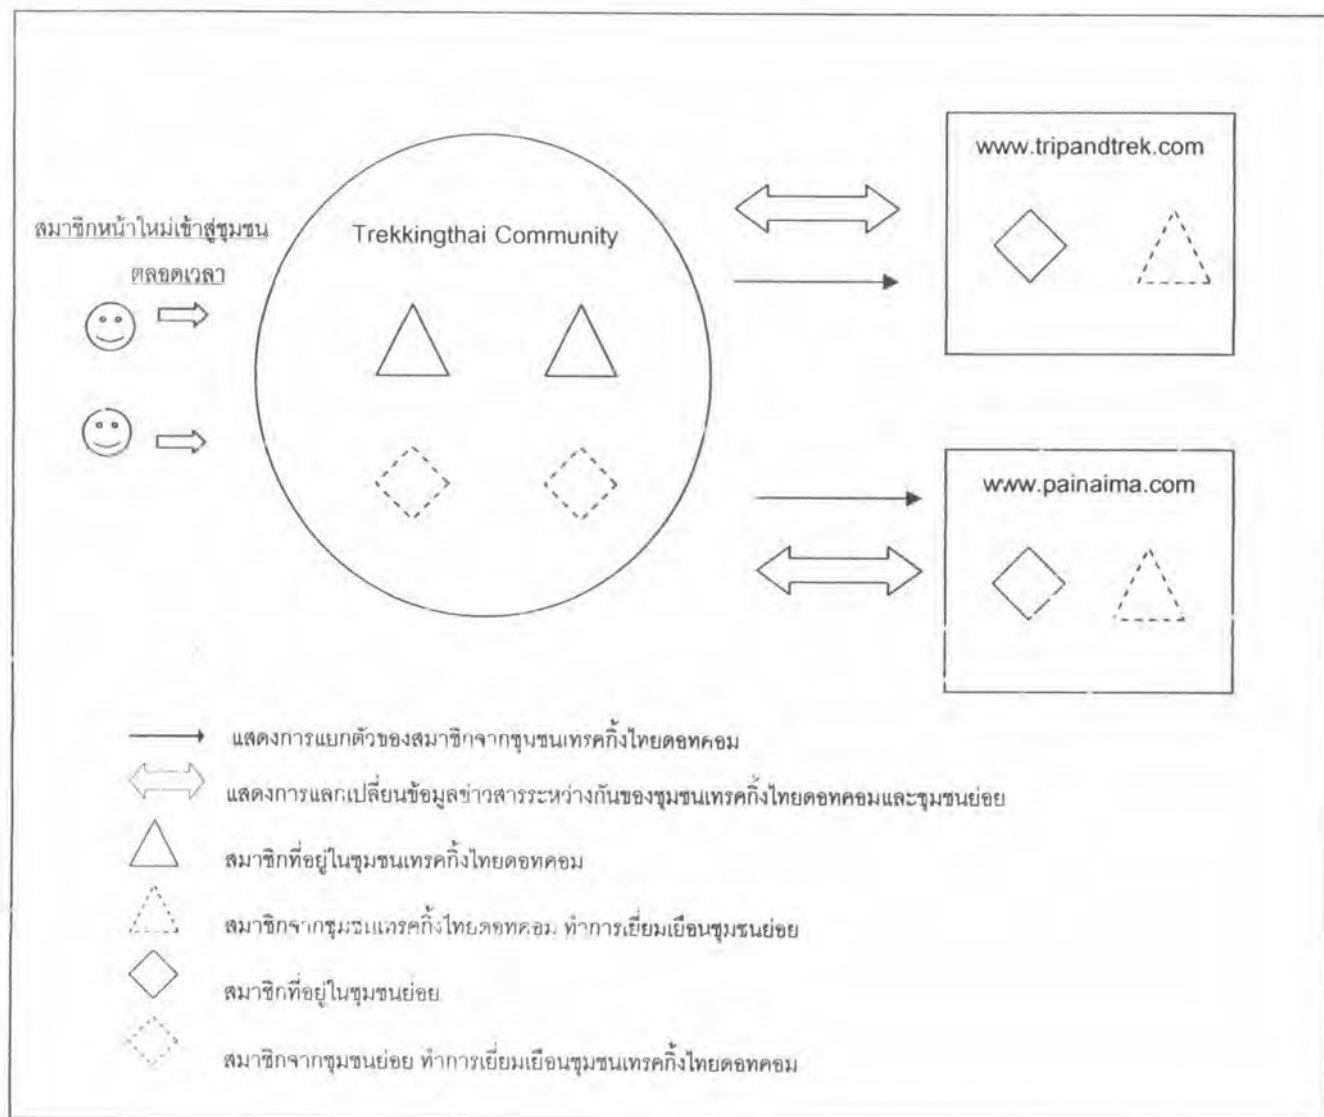 สมาชิกหน้าใหม่เข้าสู่ชุมชน
ตลอดเวลา
Trekkingthai Community
www.tripandtrek.com
www.painaima.com
แสดงการแยกตัวของสมาชิกจากชุมชนเทรคกิ้งไทยดอทคอม
แสดงการแลกเปลี่ยนข้อมูลข่าวสารระหว่างกันของชุมชนเทรคกิ้งไทยดอทคอมและชุมชนย่อย
สมาชิกที่อยู่ในชุมชนเทรคกิ้งไทยดอทคอม
สมาชิกจากชุมชนเทรคกิ้งไทยดอทคอม ทำการเยี่ยมเยือนชุมชนย่อย
สมาชิกที่อยู่ในชุมชนย่อย
สมาชิกจากชุมชนย่อย ทำการเยี่ยมเยือนชุมชนเทรคกิ้งไทยดอทคอม